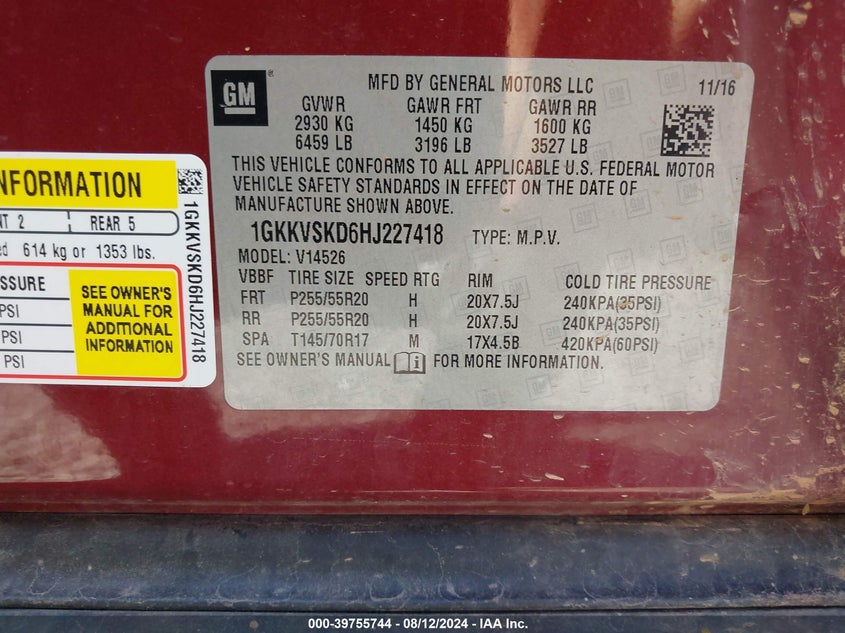 GM
MFD BY GENERAL MOTORS LLC 11/16
GVWR GAWR FRT GAWR RR
2930 KG 1450 KG 1600 KG
6459 LB 3196 LB 3527 LB
THIS VEHICLE CONFORMS TO ALL APPLICABLE U.S. FEDERAL MOTOR
VEHICLE SAFETY STANDARDS IN EFFECT ON THE DATE OF
MANUFACTURE SHOWN ABOVE.
1GKKVSKD6HJ227418 TYPE: M.P.V.
MODEL: V14526
VBBF TIRE SIZE SPEED RTG RIM COLD TIRE PRESSURE
FRT P255/55R20 H 20X7.5J 240KPA(35PSI)
RR P255/55R20 H 20X7.5J 240KPA(35PSI)
SPA T145/70R17 M 17X4.5B 420KPA(60PSI)
SEE OWNER'S MANUAL FOR MORE INFORMATION.
NFORMATION
NT 2 REAR 5
ed 614 kg or 1353 lbs.
SSURE
PSI
PSI
PSI
SEE OWNER'S
MANUAL FOR
ADDITIONAL
INFORMATION
1GKKVSKD6HJ227418
000-39755744 - 08/12/2024 - IAA Inc.